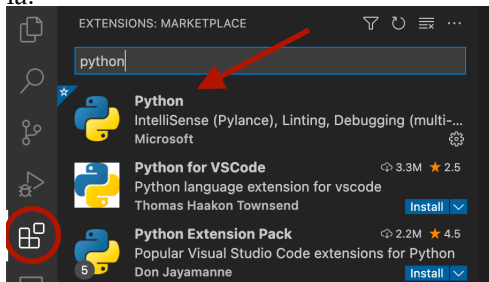 EXTENSIONS: MARKETPLACE
python
Python
IntelliSense (Pylance), Linting, Debugging (multi-...
Microsoft
Python for VSCode 3.3M 2.5
Python language extension for vscode
Thomas Haakon Townsend Install
Python Extension Pack 2.2M 4.5
Popular Visual Studio Code extensions for Python
5 Don Jayamanne Install